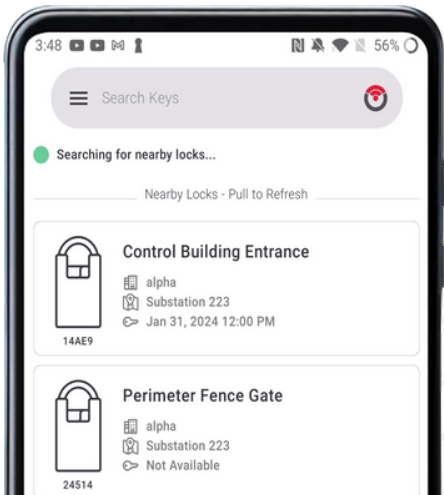 3:48
56%
Search Keys
Searching for nearby locks...
Nearby Locks - Pull to Refresh
Control Building Entrance
alpha
Substation 223
Jan 31, 2024 12:00 PM
14AE9
Perimeter Fence Gate
alpha
Substation 223
Not Available
24514